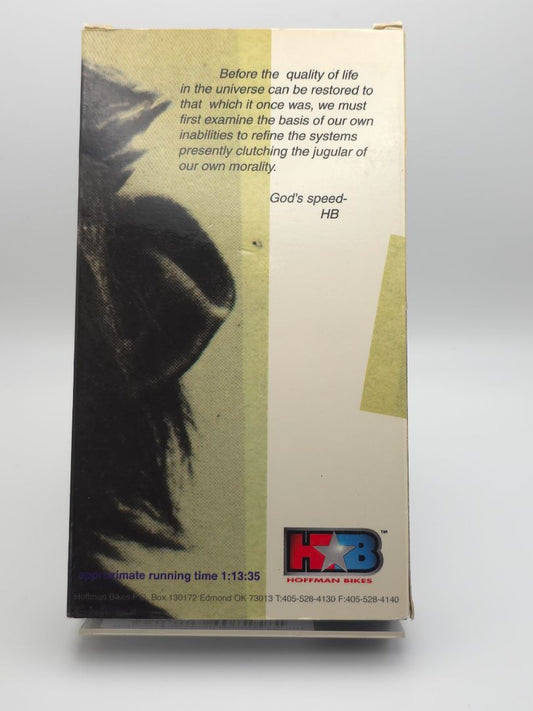 Before the quality of life
in the universe can be restored to
that which it once was, we must
first examine the basis of our own
inabilities to refine the systems
presently clutching the jugular of
our own morality.
God's speed-
HB
HB ™
HOFFMAN BIKES
approximate running time 1:13:35
Hoffman Bikes P.O. Box 130172 Edmond OK 73013 T:405-528-4130 F:405-528-4140